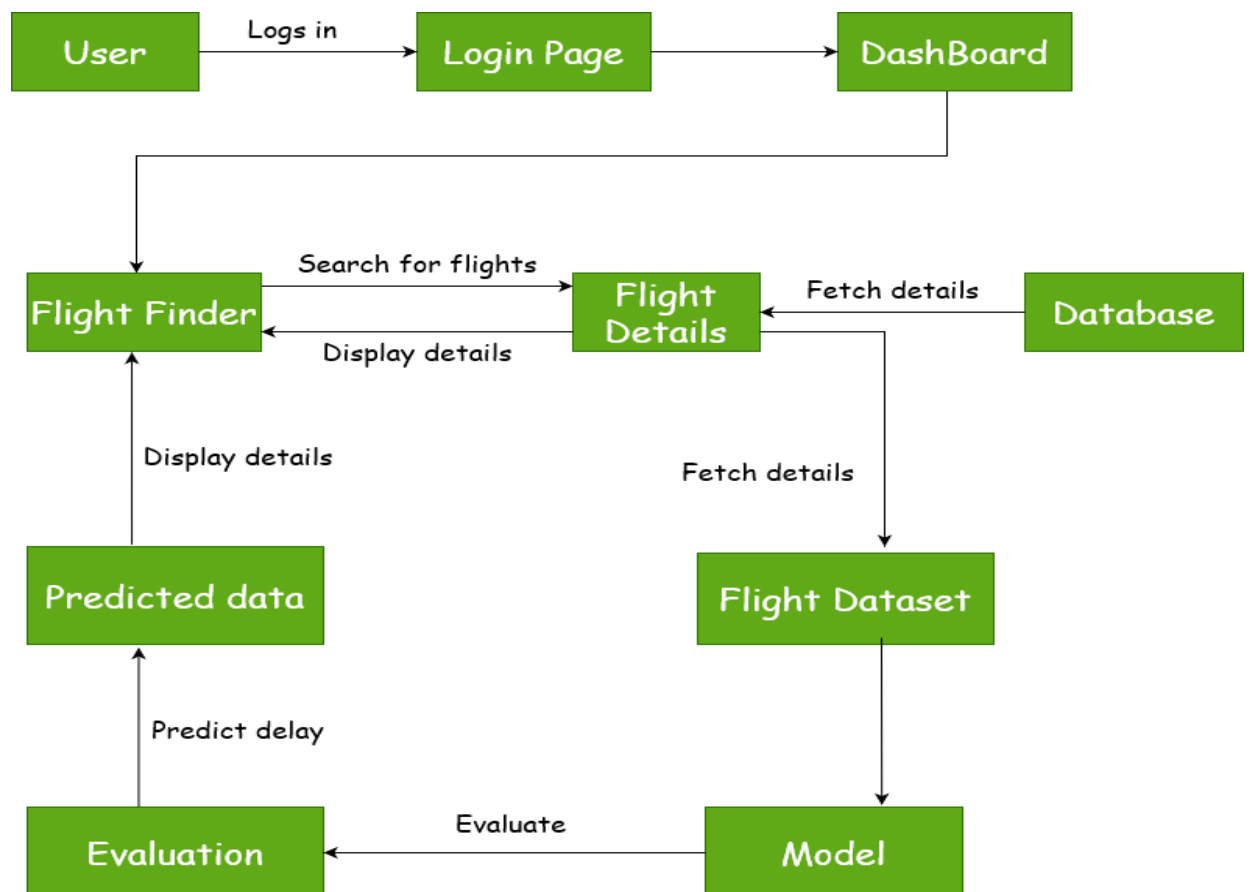 User
Logs in
Login Page
DashBoard
Flight Finder
Search for flights
Display details
Flight
Details
Fetch details
Database
Display details
Fetch details
Predicted data
Flight Dataset
Predict delay
Evaluation
Evaluate
Model